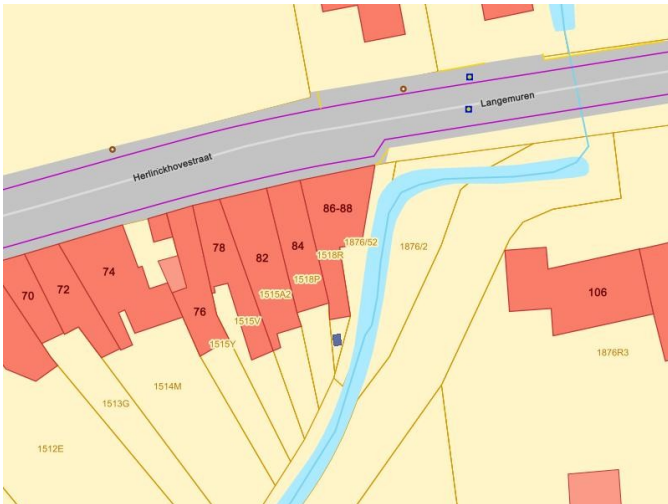 Langemuren
Herlinckhovestraat
86-88
84
78
82
74
76
72
70
106
1876/52
1876/2
1518R
1518P
1515A2
1515V
1515Y
1514M
1513G
1512E
1876R3